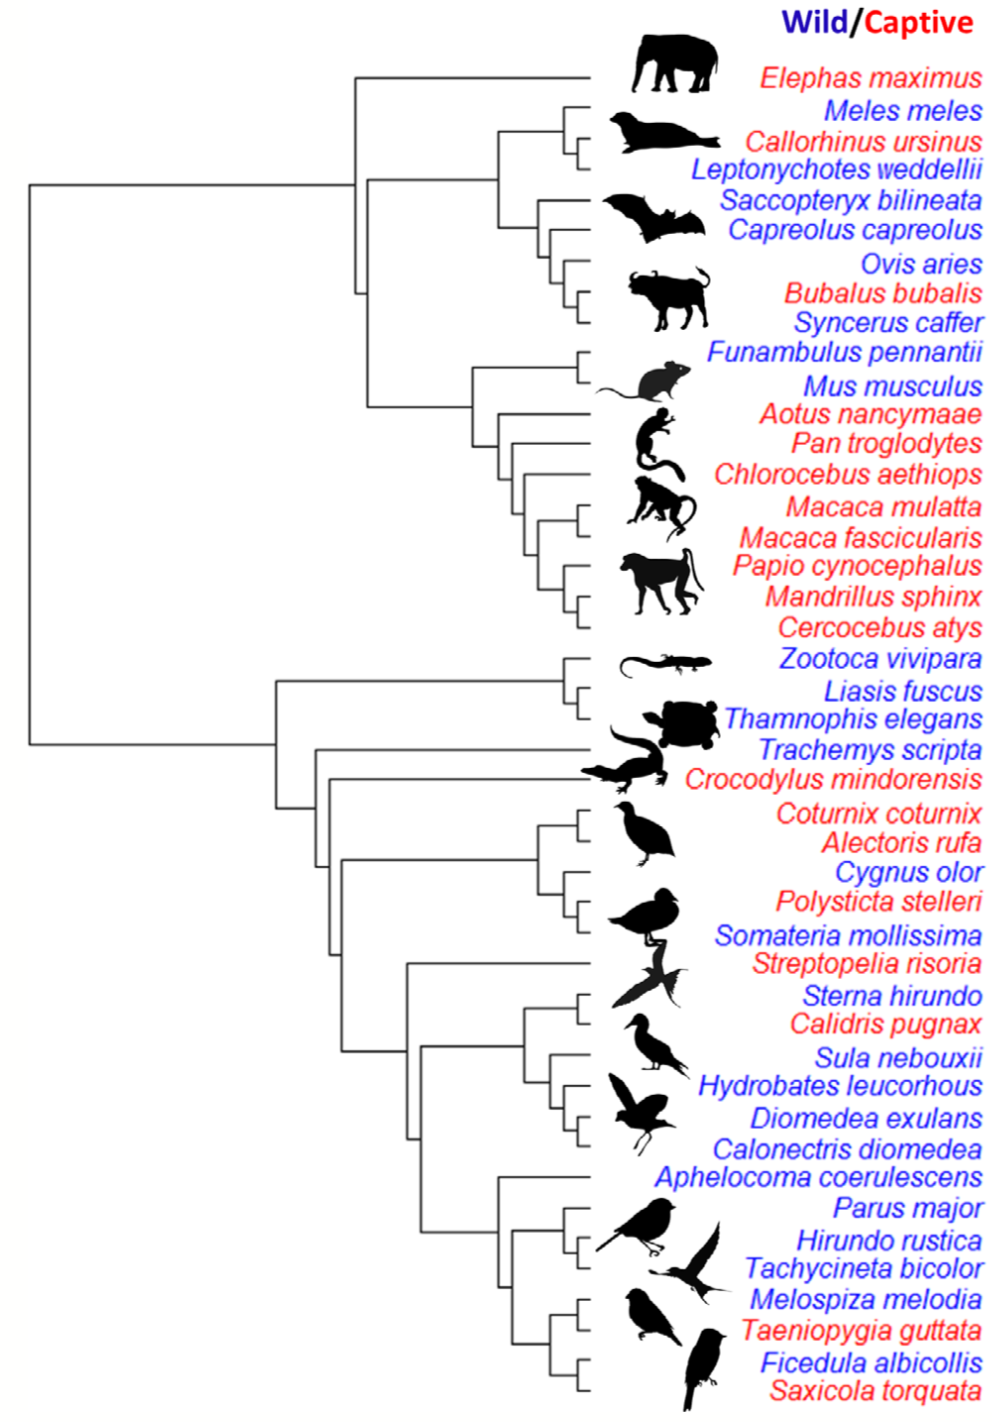 Wild/Captive
Elephas maximus
Meles meles
Callorhinus ursinus
Leptonychotes weddellii
Saccopteryx bilineata
Capreolus capreolus
Ovis aries
Bubalus bubalis
Syncerus caffer
Funambulus pennantii
Mus musculus
Aotus nancymaae
Pan troglodytes
Chlorocebus aethiops
Macaca mulatta
Macaca fascicularis
Papio cynocephalus
Mandrillus sphinx
Cercocebus atys
Zootoca vivipara
Liasis fuscus
Thamnophis elegans
Trachemys scripta
Crocodylus mindorensis
Coturnix coturnix
Alectoris rufa
Cygnus olor
Polysticta stelleri
Somateria mollissima
Streptopelia risoria
Sterna hirundo
Calidris pugnax
Sula nebouxii
Hydrobates leucorhous
Diomedea exulans
Calonectris diomedea
Aphelocoma coerulescens
Parus major
Hirundo rustica
Tachycineta bicolor
Melospiza melodia
Taeniopygia guttata
Ficedula albicollis
Saxicola torquata